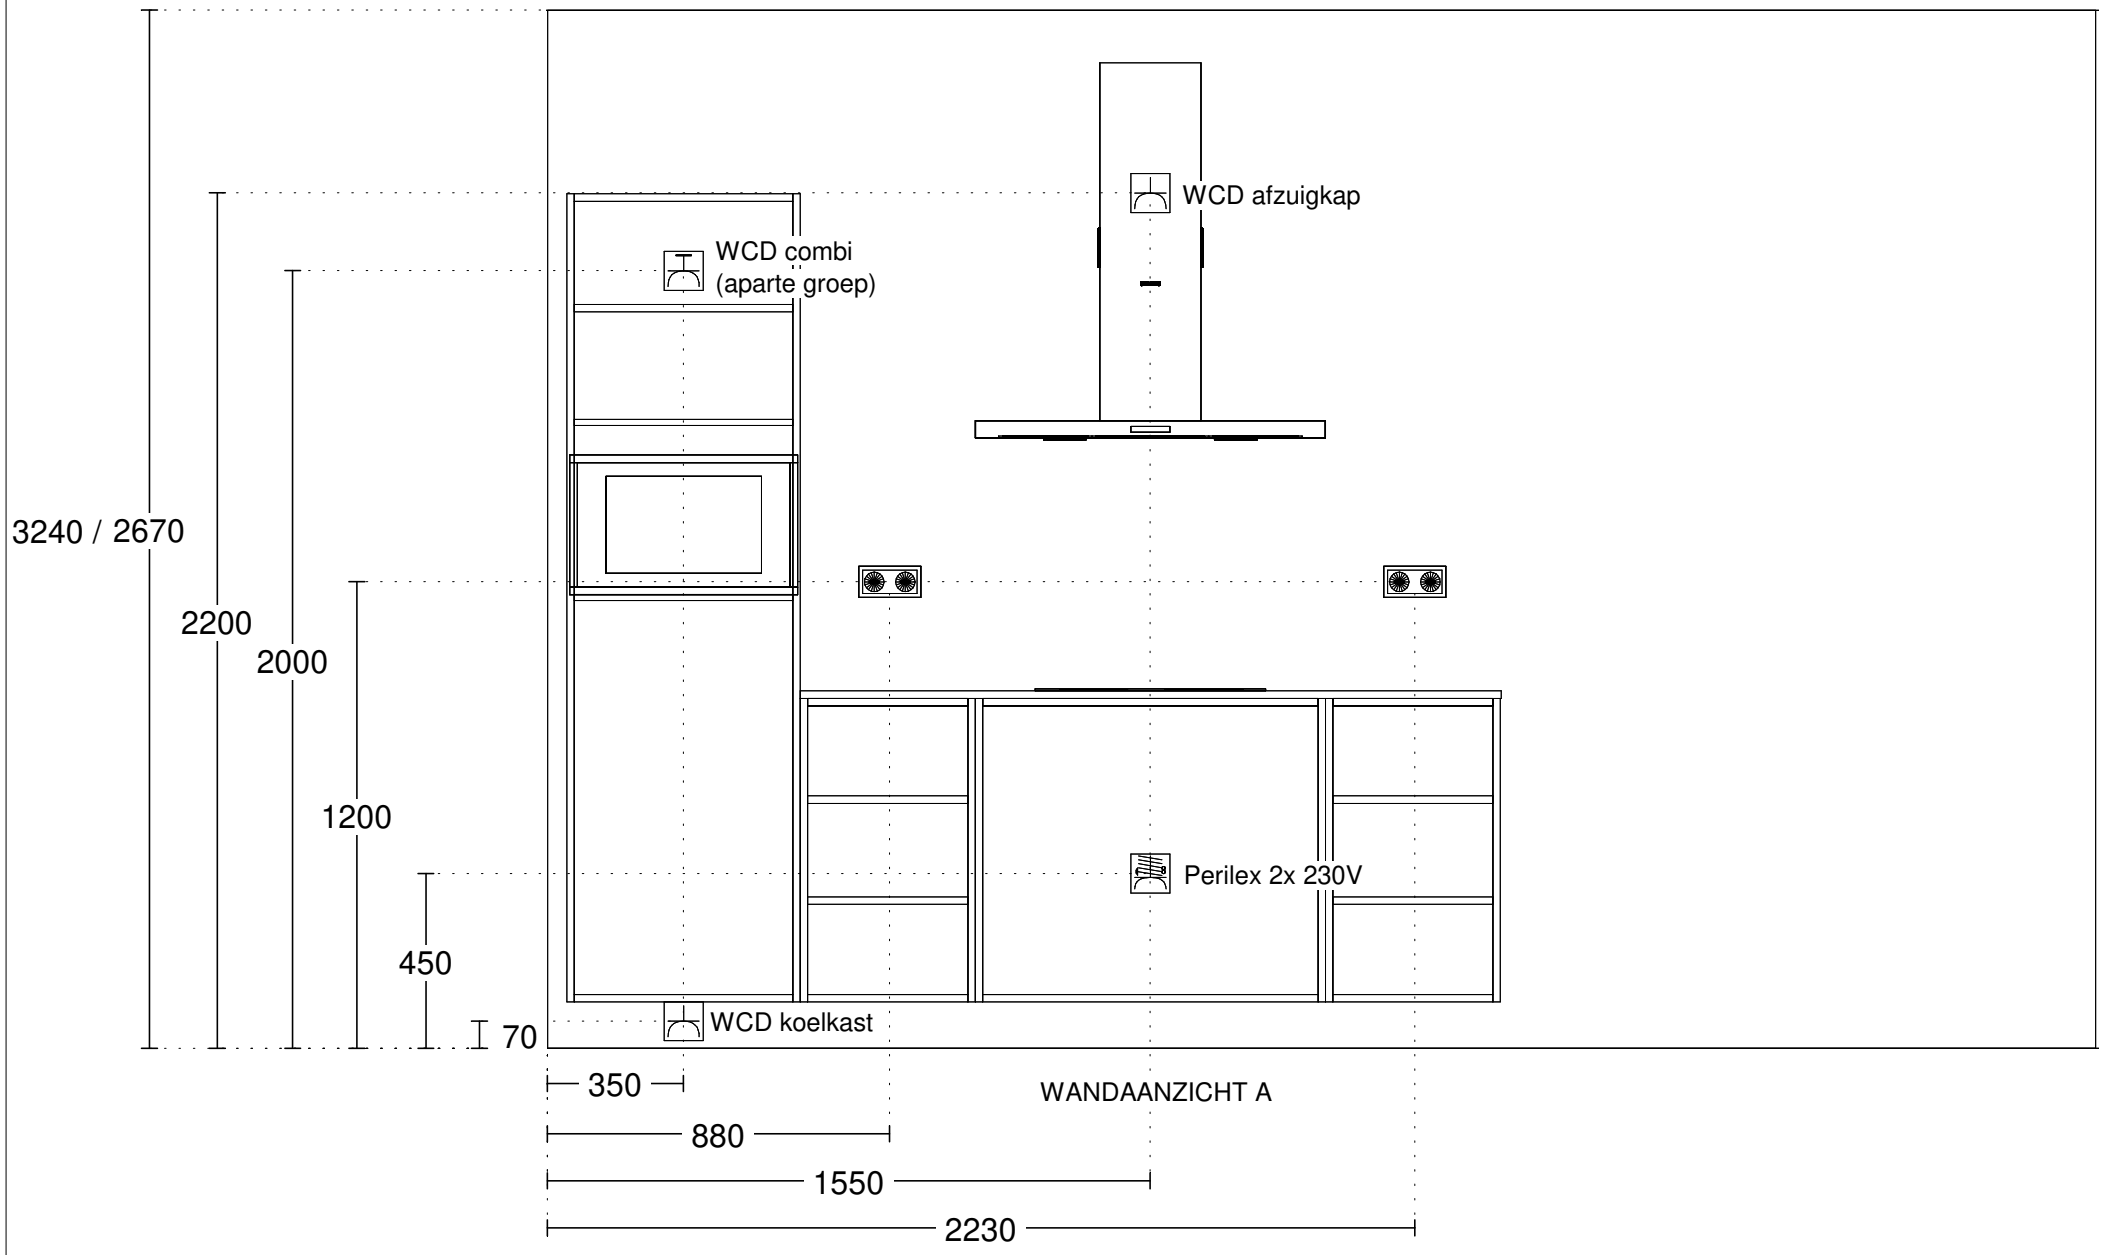 WCD afzuigkap
WCD combi
(aparte groep)
3240 / 2670
2200
2000
1200
Perilex 2x 230V
450
WCD koelkast
70
350
WANDAANZICHT A
880
1550
2230